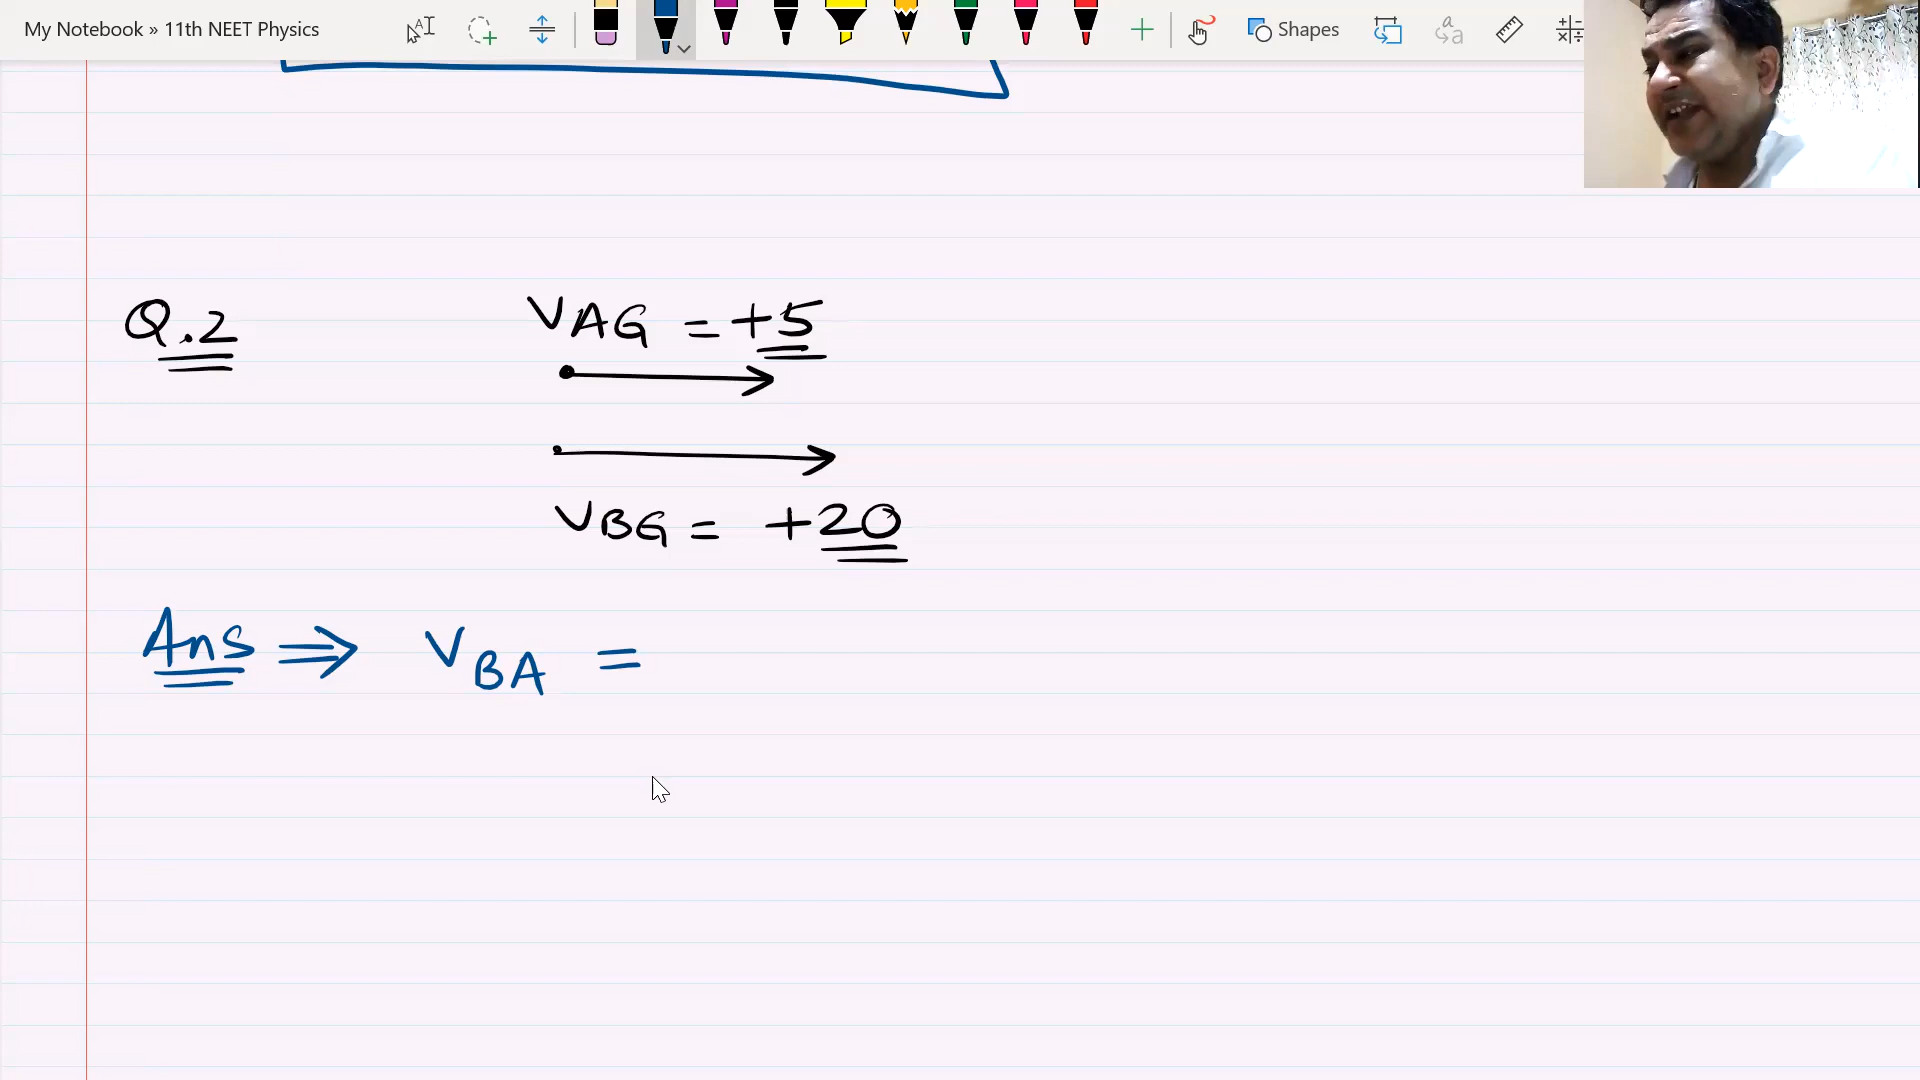 My Notebook » 11th NEET Physics
Shapes
Q.2 VAG = +5
VBG = +20
Ans ⇒ VBA =